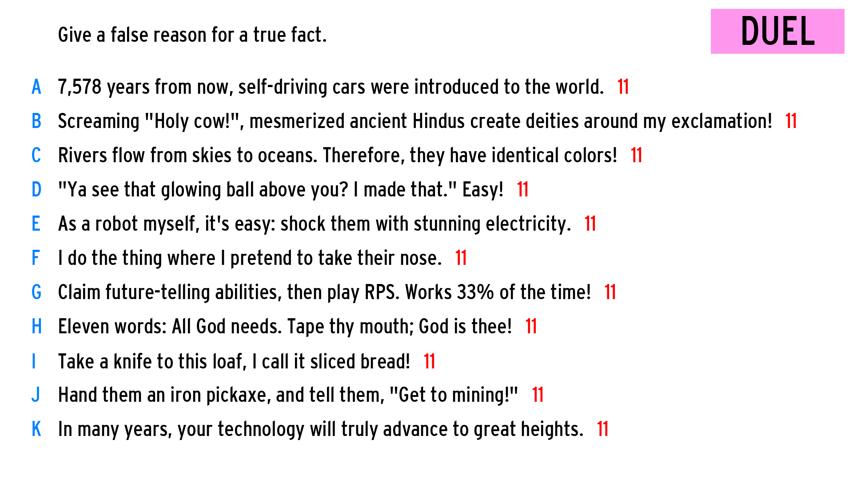 Give a false reason for a true fact.
DUEL
A 7,578 years from now, self-driving cars were introduced to the world. 11
B Screaming "Holy cow!", mesmerized ancient Hindus create deities around my exclamation! 11
C Rivers flow from skies to oceans. Therefore, they have identical colors! 11
D "Ya see that glowing ball above you? I made that." Easy! 11
E As a robot myself, it's easy: shock them with stunning electricity. 11
F I do the thing where I pretend to take their nose. 11
G Claim future-telling abilities, then play RPS. Works 33% of the time! 11
H Eleven words: All God needs. Tape thy mouth; God is thee! 11
I Take a knife to this loaf, I call it sliced bread! 11
J Hand them an iron pickaxe, and tell them, "Get to mining!" 11
K In many years, your technology will truly advance to great heights. 11